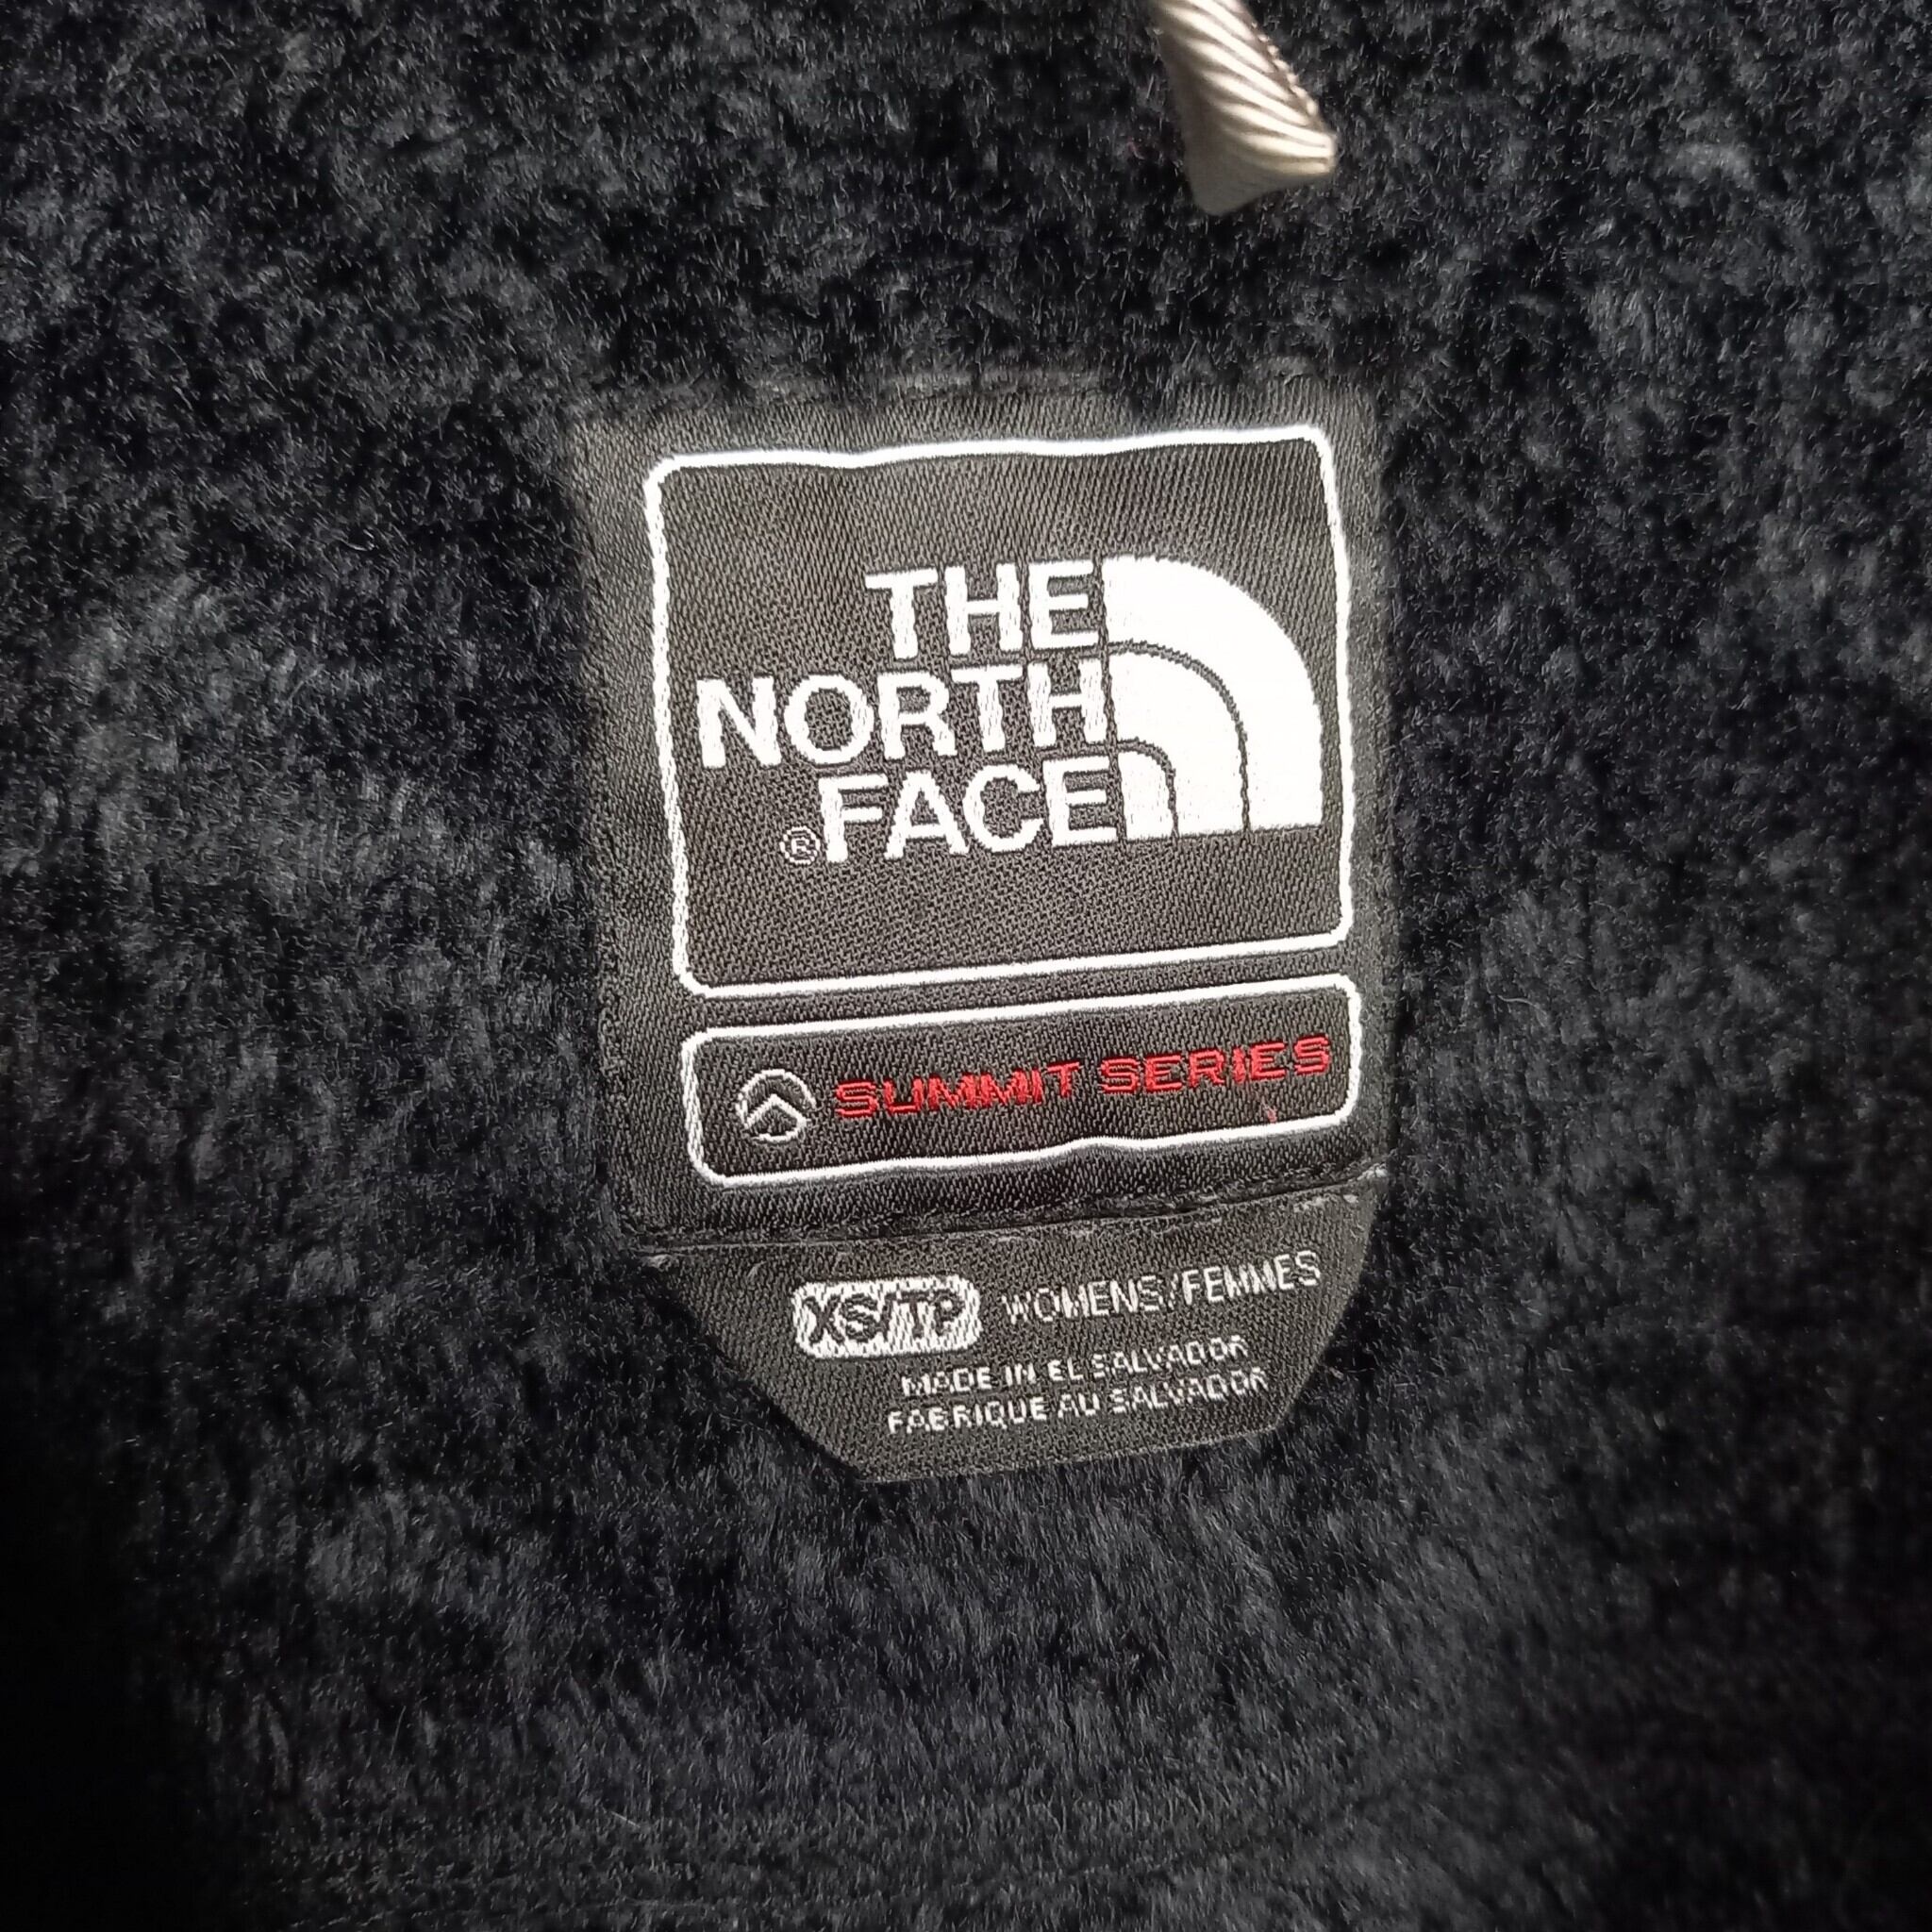 THE
NORTH
®FACE
SUMMIT SERIES
XS/TP WOMENS/FEMMES
MADE IN EL SALVADOR
FABRIQUE AU SALVADOR